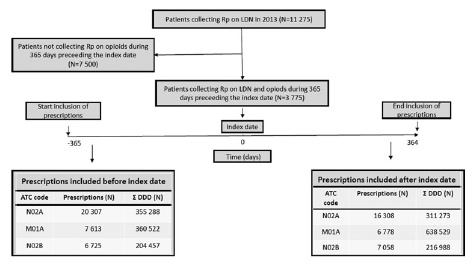 Patients collecting Rp on LDN in 2013 (N=11 275)
Patients not collecting Rp on opioids during
365 days preceeding the index date
(N=7 500)
Patients collecting Rp on LDN and opiods during 365
days preceeding the index date (N=3 775)
Start inclusion of
prescriptions
End inclusion of
prescriptions
Index date
-365
0
364
Time (days)
Prescriptions included before index date
ATC code Prescriptions (N) Σ DDD (N)
N02A 20 307 355 288
M01A 7 613 360 522
N02B 6 725 204 457
Prescriptions included after index date
ATC Prescriptions (N) Σ DDD (N)
code
N02A 16 308 311 273
M01A 6 778 638 529
N02B 7 058 216 988